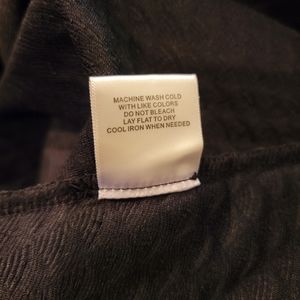 MACHINE WASH COLD
WITH LIKE COLORS
DO NOT BLEACH
LAY FLAT TO DRY
COOL IRON WHEN NEEDED